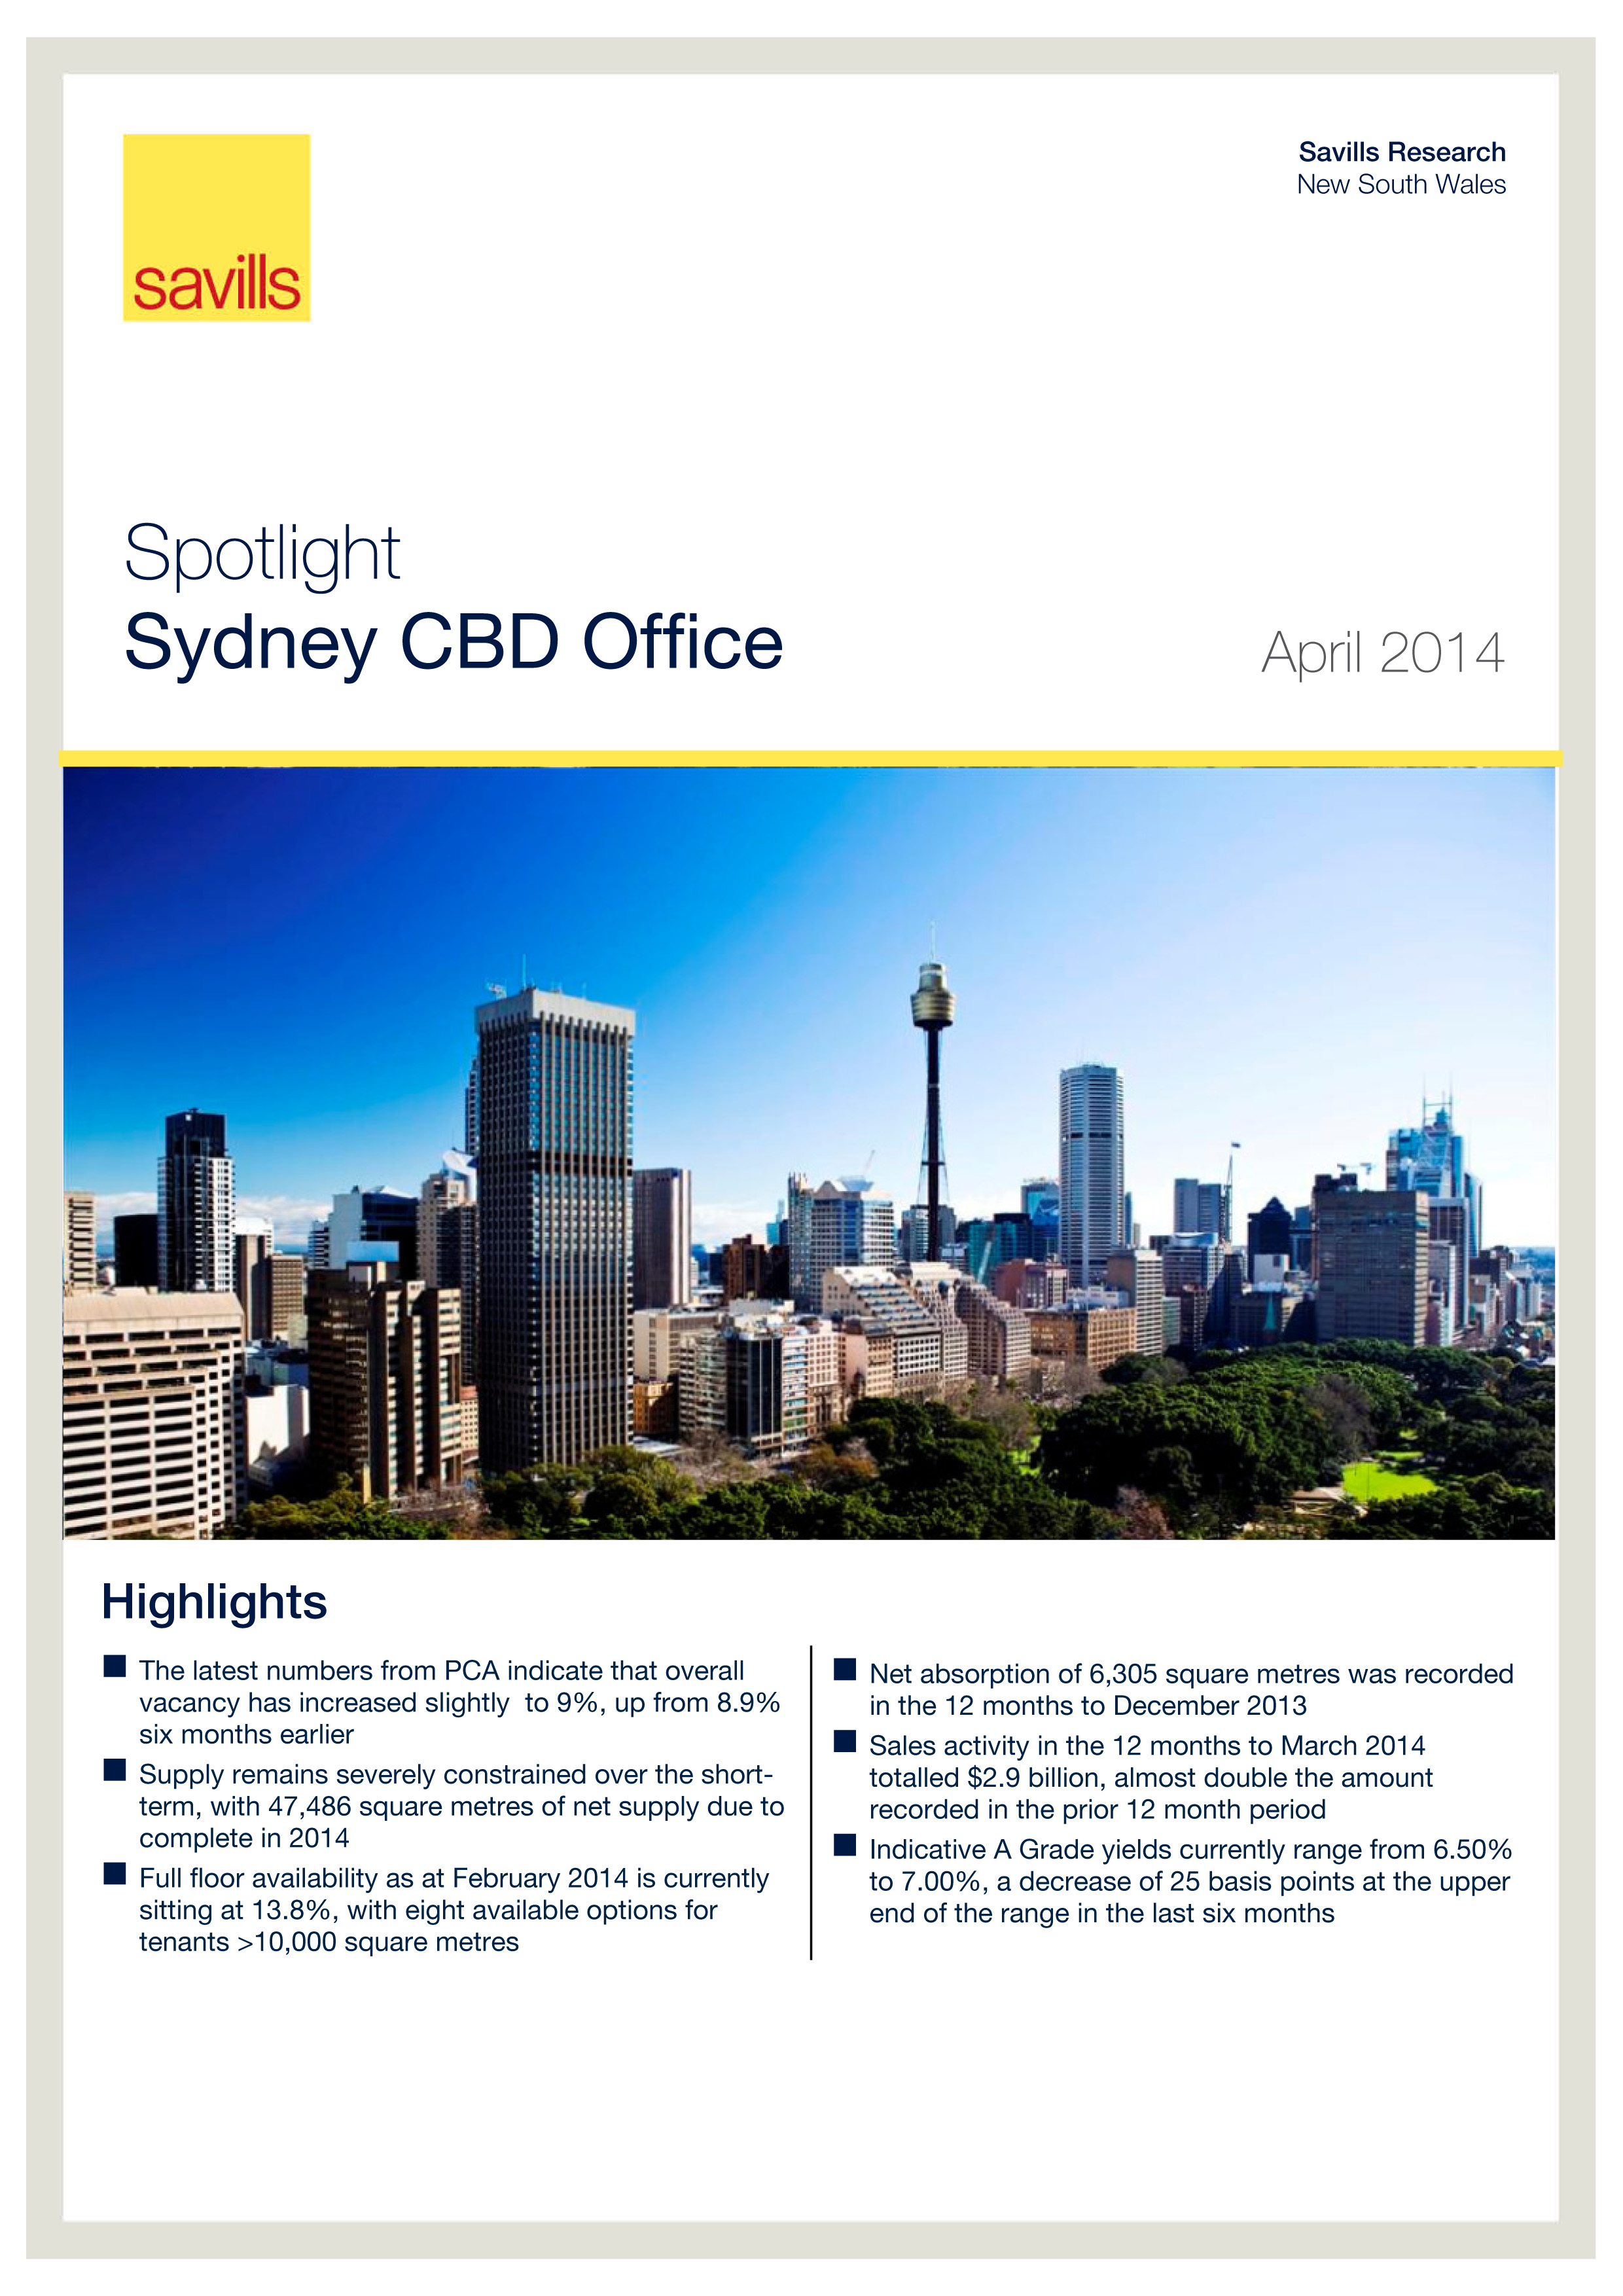 savills
Savills Research
New South Wales
Spotlight
Sydney CBD Office
April 2014
Highlights
The latest numbers from PCA indicate that overall
vacancy has increased slightly  to 9%, up from 8.9%
six months earlier
Supply remains severely constrained over the short-
term, with 47,486 square metres of net supply due to
complete in 2014
Full floor availability as at February 2014 is currently
sitting at 13.8%, with eight available options for
tenants >10,000 square metres
Net absorption of 6,305 square metres was recorded
in the 12 months to December 2013
Sales activity in the 12 months to March 2014
totalled $2.9 billion, almost double the amount
recorded in the prior 12 month period
Indicative A Grade yields currently range from 6.50%
to 7.00%, a decrease of 25 basis points at the upper
end of the range in the last six months